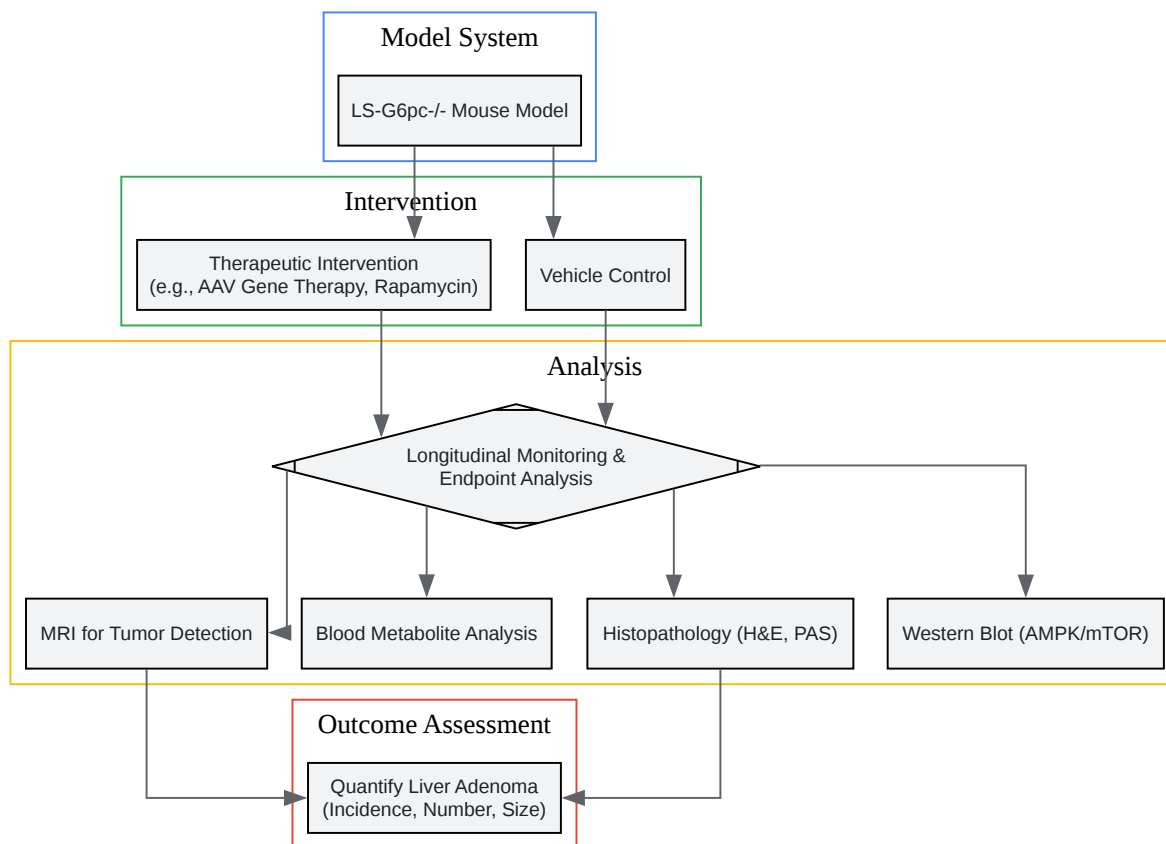 Model System
LS-G6pc-/- Mouse Model
Intervention
Therapeutic Intervention
(e.g., AAV Gene Therapy, Rapamycin)
Vehicle Control
Analysis
Longitudinal Monitoring &
Endpoint Analysis
MRI for Tumor Detection
Blood Metabolite Analysis
Histopathology (H&E, PAS)
Western Blot (AMPK/mTOR)
Outcome Assessment
Quantify Liver Adenoma
(Incidence, Number, Size)